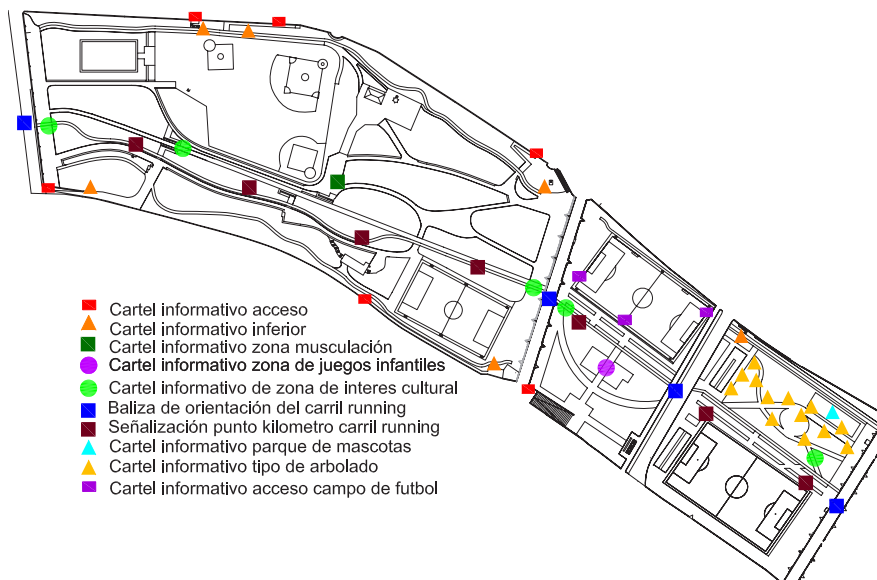 Cartel informativo acceso
Cartel informativo inferior
Cartel informativo zona musculación
Cartel informativo zona de juegos infantiles
Cartel informativo de zona de interes cultural
Baliza de orientación del carril running
Señalización punto kilometro carril running
Cartel informativo parque de mascotas
Cartel informativo tipo de arbolado
Cartel informativo acceso campo de futbol